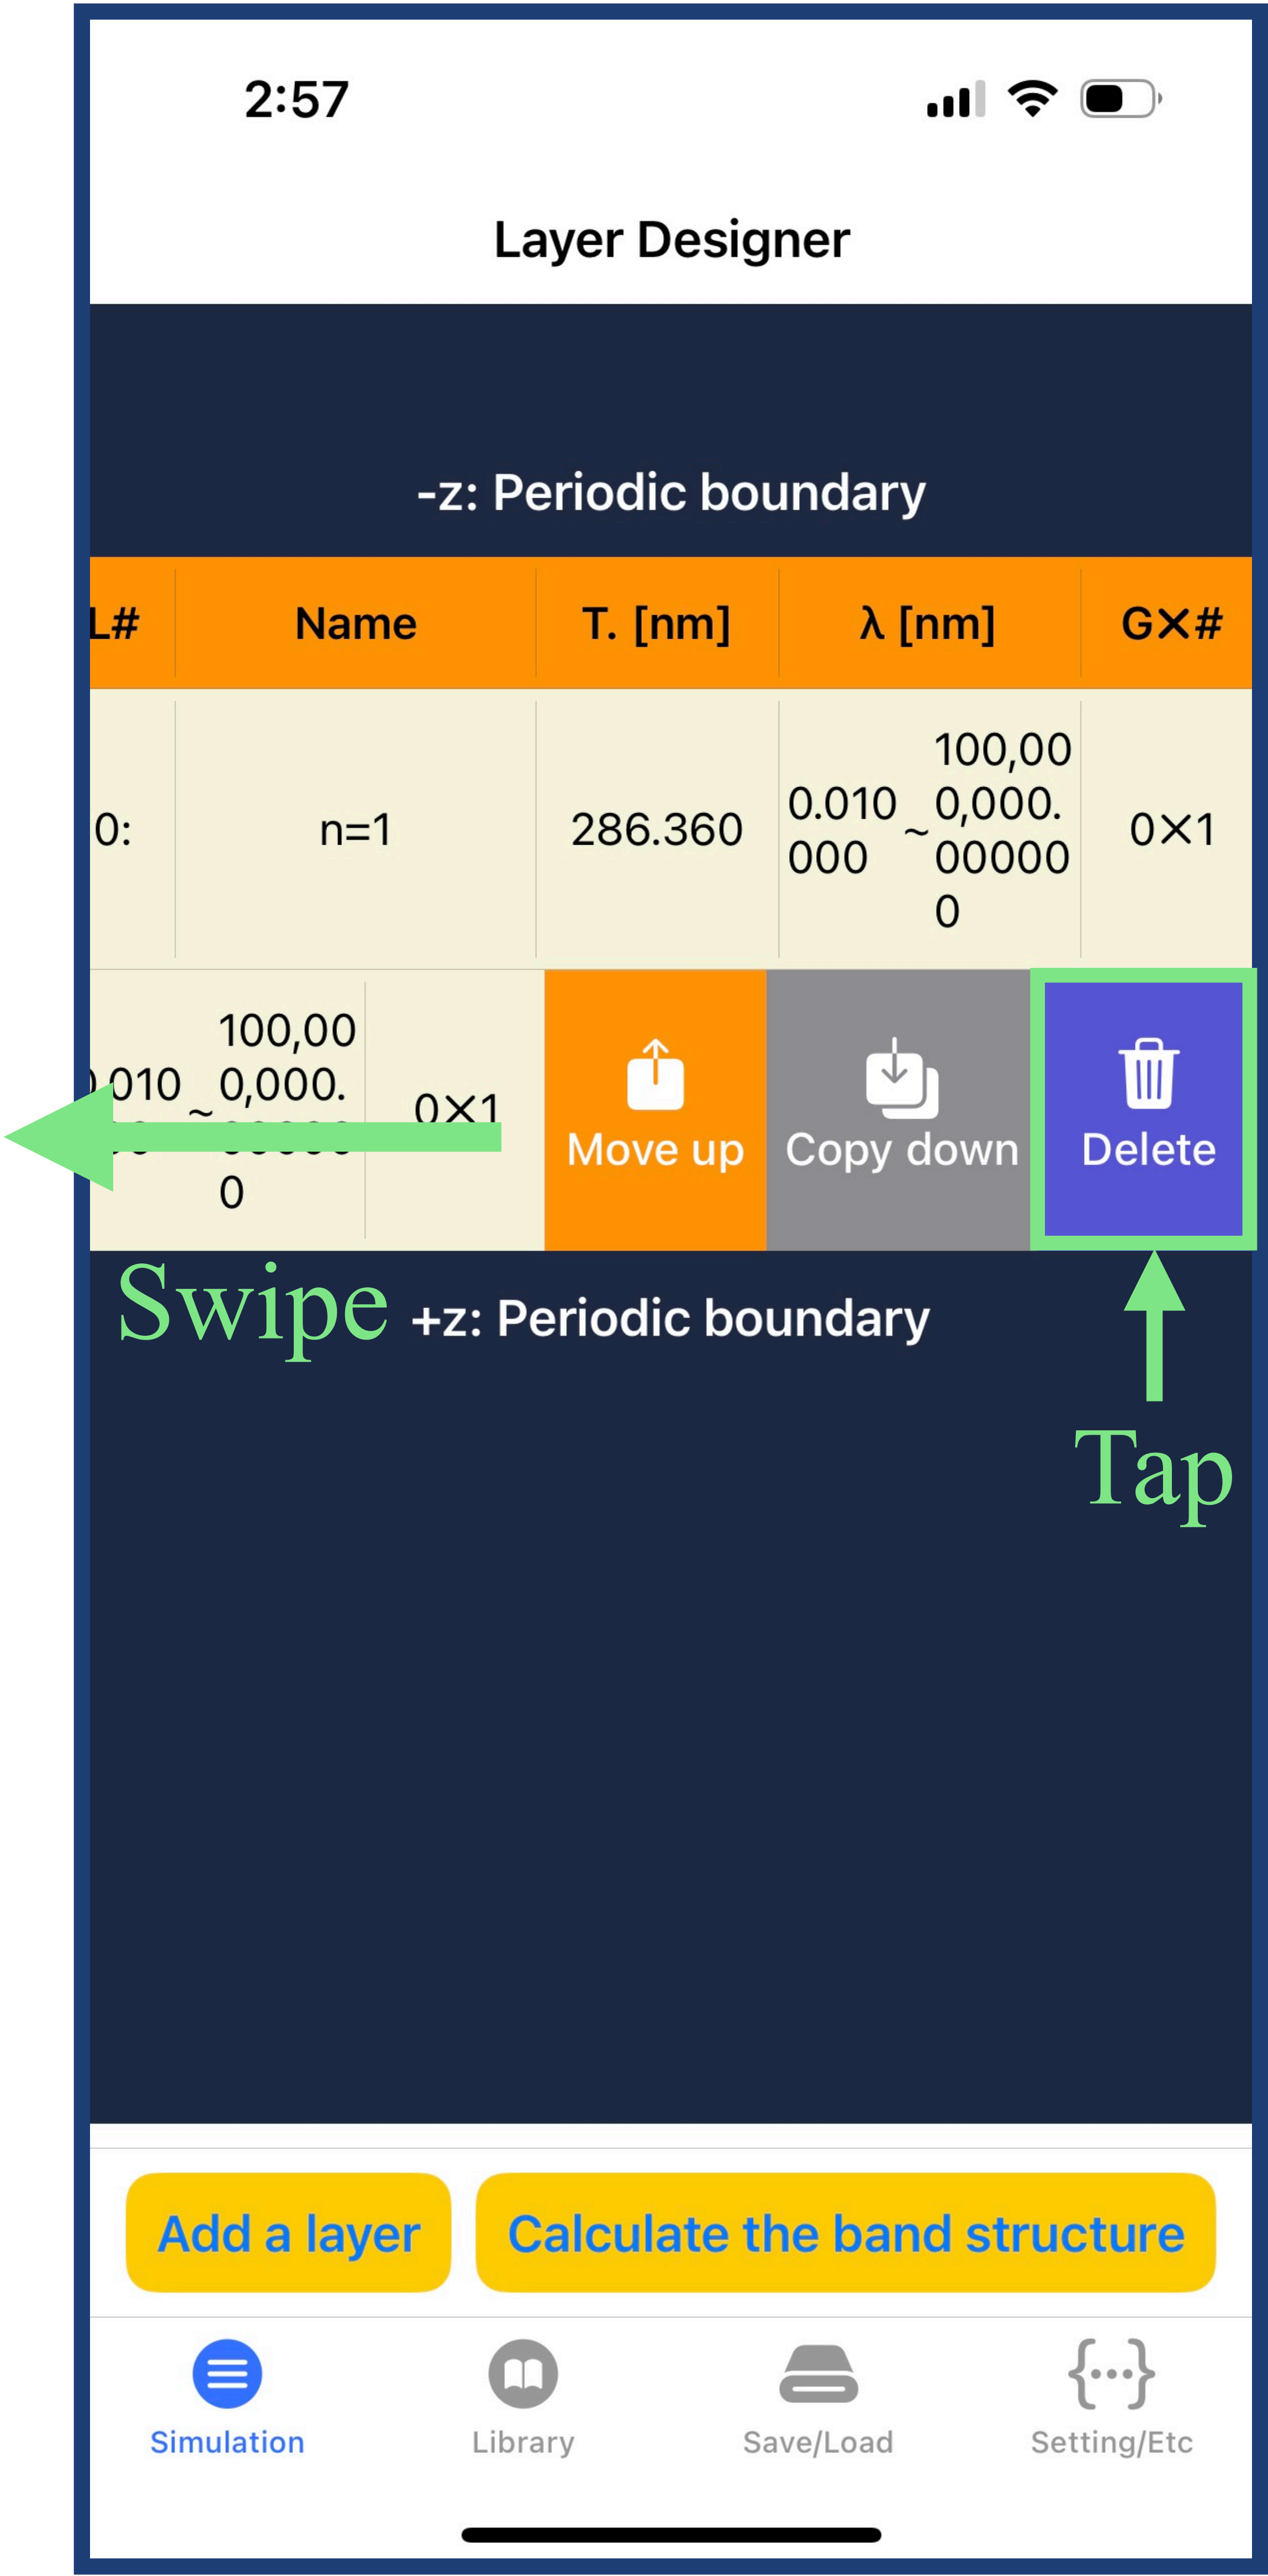 2:57
Layer Designer
-z: Periodic boundary
L# Name T. [nm] λ [nm] G×#
0: n=1 286.360 0.010 ~ 100,00
000 0,000.
00000
0
0×1
100,00
010 ~ 0,000.
0
0×1
Move up Copy down Delete
Swipe +z: Periodic boundary
Tap
Add a layer Calculate the band structure
Simulation Library Save/Load Setting/Etc